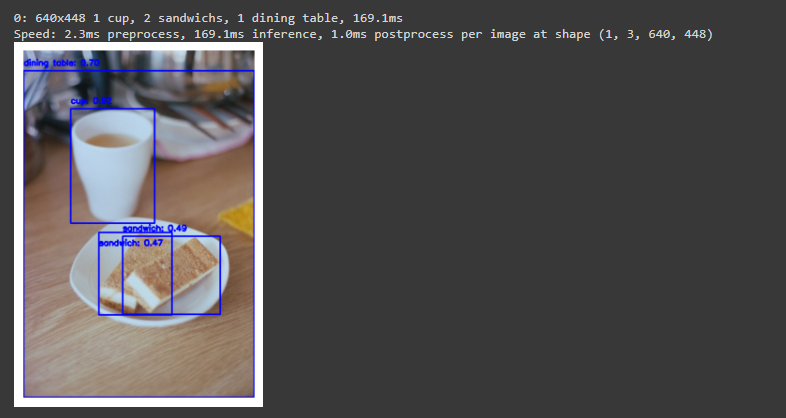 0: 640x448 1 cup, 2 sandwichs, 1 dining table, 169.1ms
Speed: 2.3ms preprocess, 169.1ms inference, 1.0ms postprocess per image at shape (1, 3, 640, 448)
dining table: 0.70
cup:
sandwich: 0.49
sandwich: 0.47